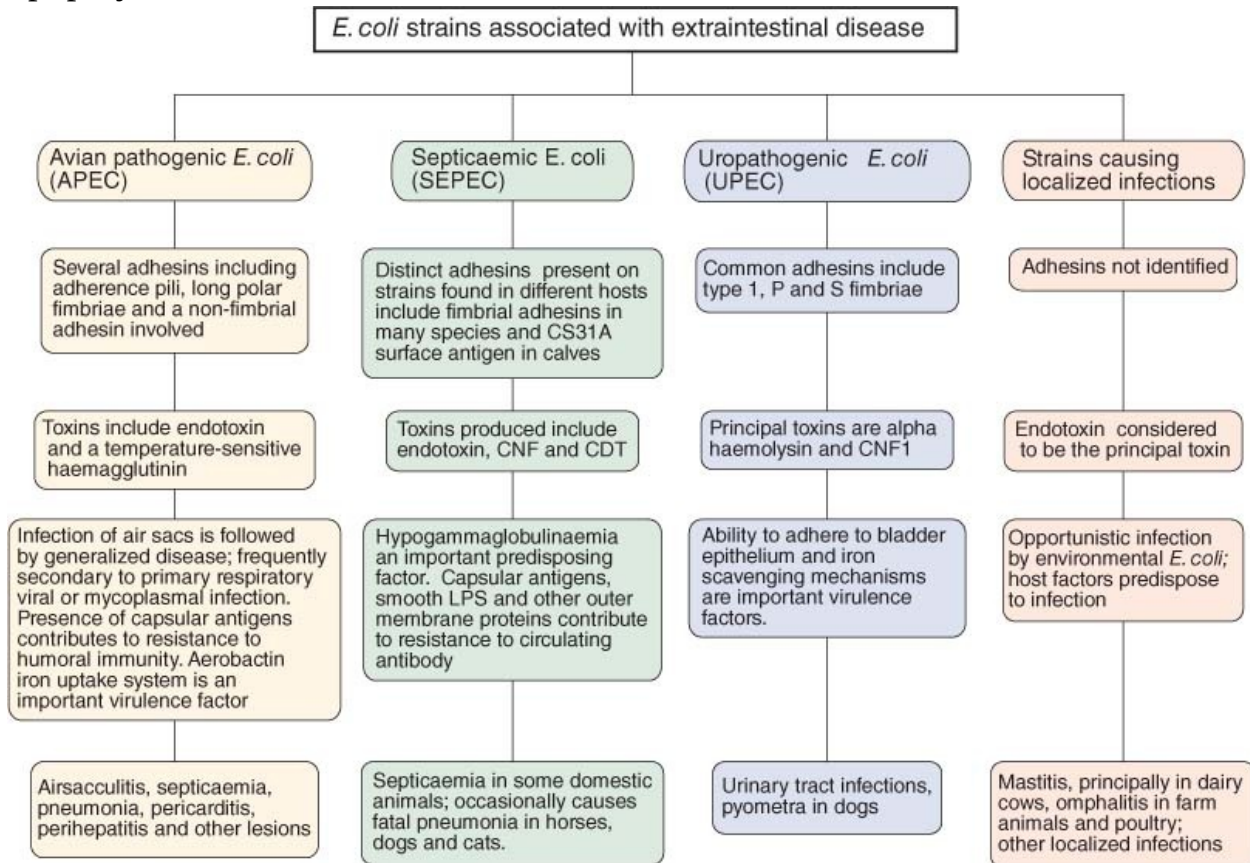 E. coli strains associated with extraintestinal disease
Avian pathogenic E. coli
(APEC)
Septicaemic E. coli
(SEPEC)
Uropathogenic E. coli
(UPEC)
Strains causing
localized infections
Several adhesins including
adherence pili, long polar
fimbriae and a non-fimbrial
adhesin involved
Distinct adhesins present on
strains found in different hosts
include fimbrial adhesins in
many species and CS31A
surface antigen in calves
Common adhesins include
type 1, P and S fimbriae
Adhesins not identified
Toxins include endotoxin
and a temperature-sensitive
haemagglutinin
Toxins produced include
endotoxin, CNF and CDT
Principal toxins are alpha
haemolysin and CNF1
Endotoxin considered
to be the principal toxin
Infection of air sacs is followed
by generalized disease; frequently
secondary to primary respiratory
viral or mycoplasmal infection.
Presence of capsular antigens
contributes to resistance to
humoral immunity. Aerobactin
iron uptake system is an
important virulence factor
Hypogammaglobulinaemia
an important predisposing
factor. Capsular antigens,
smooth LPS and other outer
membrane proteins contribute
to resistance to circulating
antibody
Ability to adhere to bladder
epithelium and iron
scavenging mechanisms
are important virulence
factors.
Opportunistic infection
by environmental E. coli;
host factors predispose
to infection
Airsacculitis, septicaemia,
pneumonia, pericarditis,
perihepatitis and other lesions
Septicaemia in some domestic
animals; occasionally causes
fatal pneumonia in horses,
dogs and cats.
Urinary tract infections,
pyometra in dogs
Mastitis, principally in dairy
cows, omphalitis in farm
animals and poultry;
other localized infections